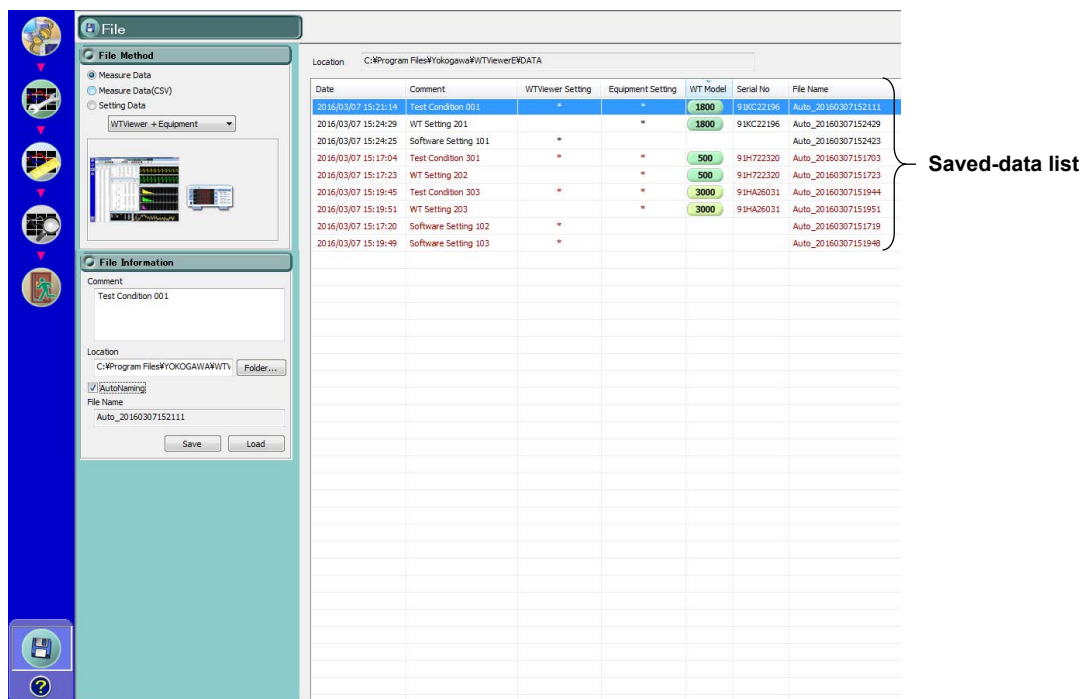 File
File Method
Measure Data
Measure Data(CSV)
Setting Data
WTViewer + Equipment
File Information
Comment
Test Condition 001
Location
C:¥Program Files¥YOKOGAWA¥WTV
Folder...
AutoNaming
File Name
Auto_20160307152111
Save Load
Location C:¥Program Files¥Yokogawa¥WTViewerE¥DATA
Date Comment WTViewer Setting Equipment Setting WT Model Serial No File Name
2016/03/07 15:21:14 Test Condition 001 * * 1800 91KC22196 Auto_20160307152111
2016/03/07 15:24:29 WT Setting 201 * 1800 91KC22196 Auto_20160307152429
2016/03/07 15:24:25 Software Setting 101 * Auto_20160307152423
2016/03/07 15:17:04 Test Condition 301 * * 500 91H722320 Auto_20160307151703
2016/03/07 15:17:23 WT Setting 202 * 500 91H722320 Auto_20160307151723
2016/03/07 15:19:45 Test Condition 303 * * 3000 91HA26031 Auto_20160307151944
2016/03/07 15:19:51 WT Setting 203 * 3000 91HA26031 Auto_20160307151951
2016/03/07 15:17:20 Software Setting 102 * Auto_20160307151719
2016/03/07 15:19:49 Software Setting 103 * Auto_20160307151948
Saved-data list
?